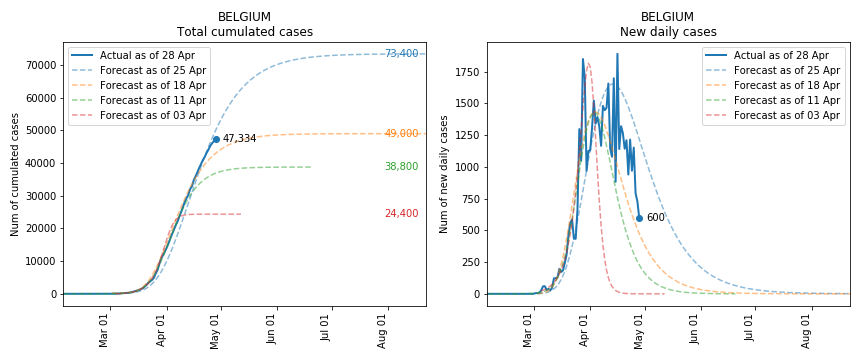 BELGIUM
Total cumulated cases
Num of cumulated cases
70000
60000
50000
40000
30000
20000
10000
0
Actual as of 28 Apr
Forecast as of 25 Apr
Forecast as of 18 Apr
Forecast as of 11 Apr
Forecast as of 03 Apr
73,400
49,000
47,334
38,800
24,400
Mar 01
Apr 01
May 01
Jun 01
Jul 01
Aug 01
BELGIUM
New daily cases
Num of new daily cases
1750
1500
1250
1000
750
500
250
0
Actual as of 28 Apr
Forecast as of 25 Apr
Forecast as of 18 Apr
Forecast as of 11 Apr
Forecast as of 03 Apr
600
Mar 01
Apr 01
May 01
Jun 01
Jul 01
Aug 01